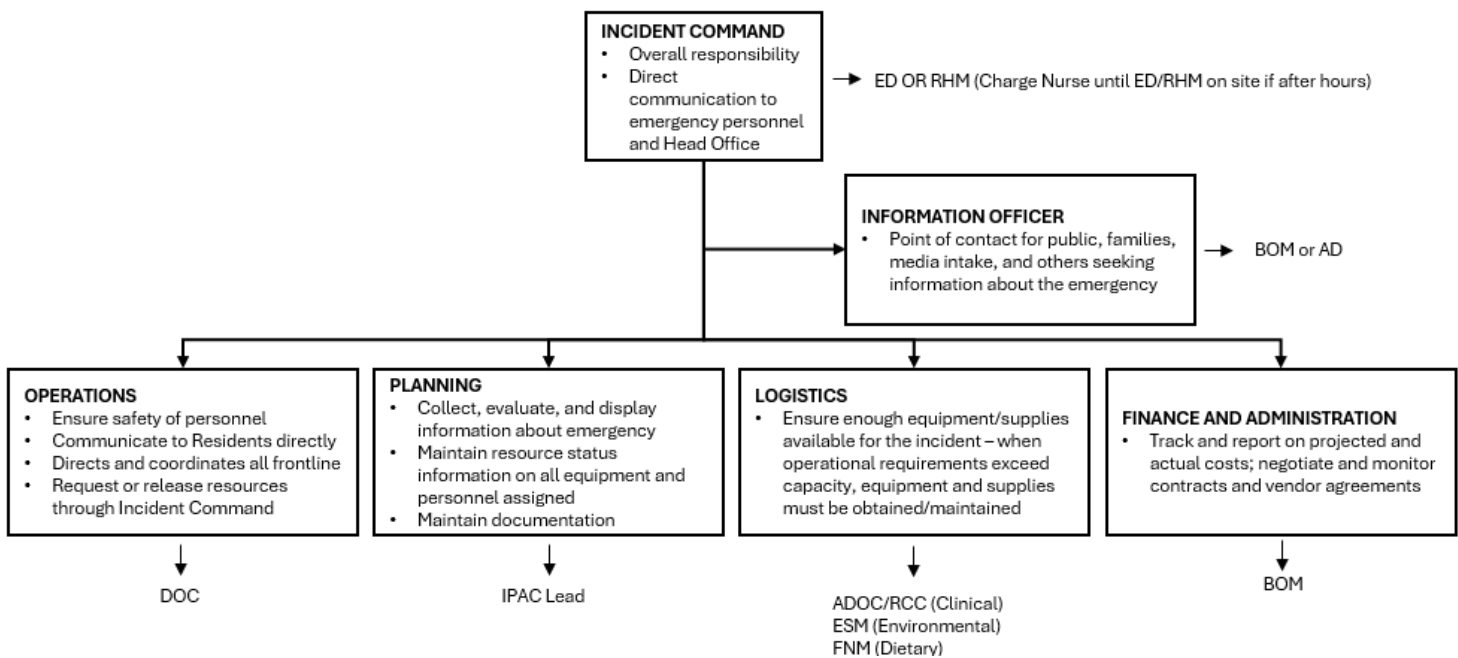 INCIDENT COMMAND
• Overall responsibility
• Direct
communication to
emergency personnel
and Head Office
ED OR RHM (Charge Nurse until ED/RHM on site if after hours)
INFORMATION OFFICER
• Point of contact for public, families,
media intake, and others seeking
information about the emergency
BOM or AD
OPERATIONS
• Ensure safety of personnel
• Communicate to Residents directly
• Directs and coordinates all frontline
• Request or release resources
through Incident Command
DOC
PLANNING
• Collect, evaluate, and display
information about emergency
• Maintain resource status
information on all equipment and
personnel assigned
• Maintain documentation
IPAC Lead
LOGISTICS
• Ensure enough equipment/supplies
available for the incident – when
operational requirements exceed
capacity, equipment and supplies
must be obtained/maintained
ADOC/RCC (Clinical)
ESM (Environmental)
FNM (Dietary)
FINANCE AND ADMINISTRATION
• Track and report on projected and
actual costs; negotiate and monitor
contracts and vendor agreements
BOM